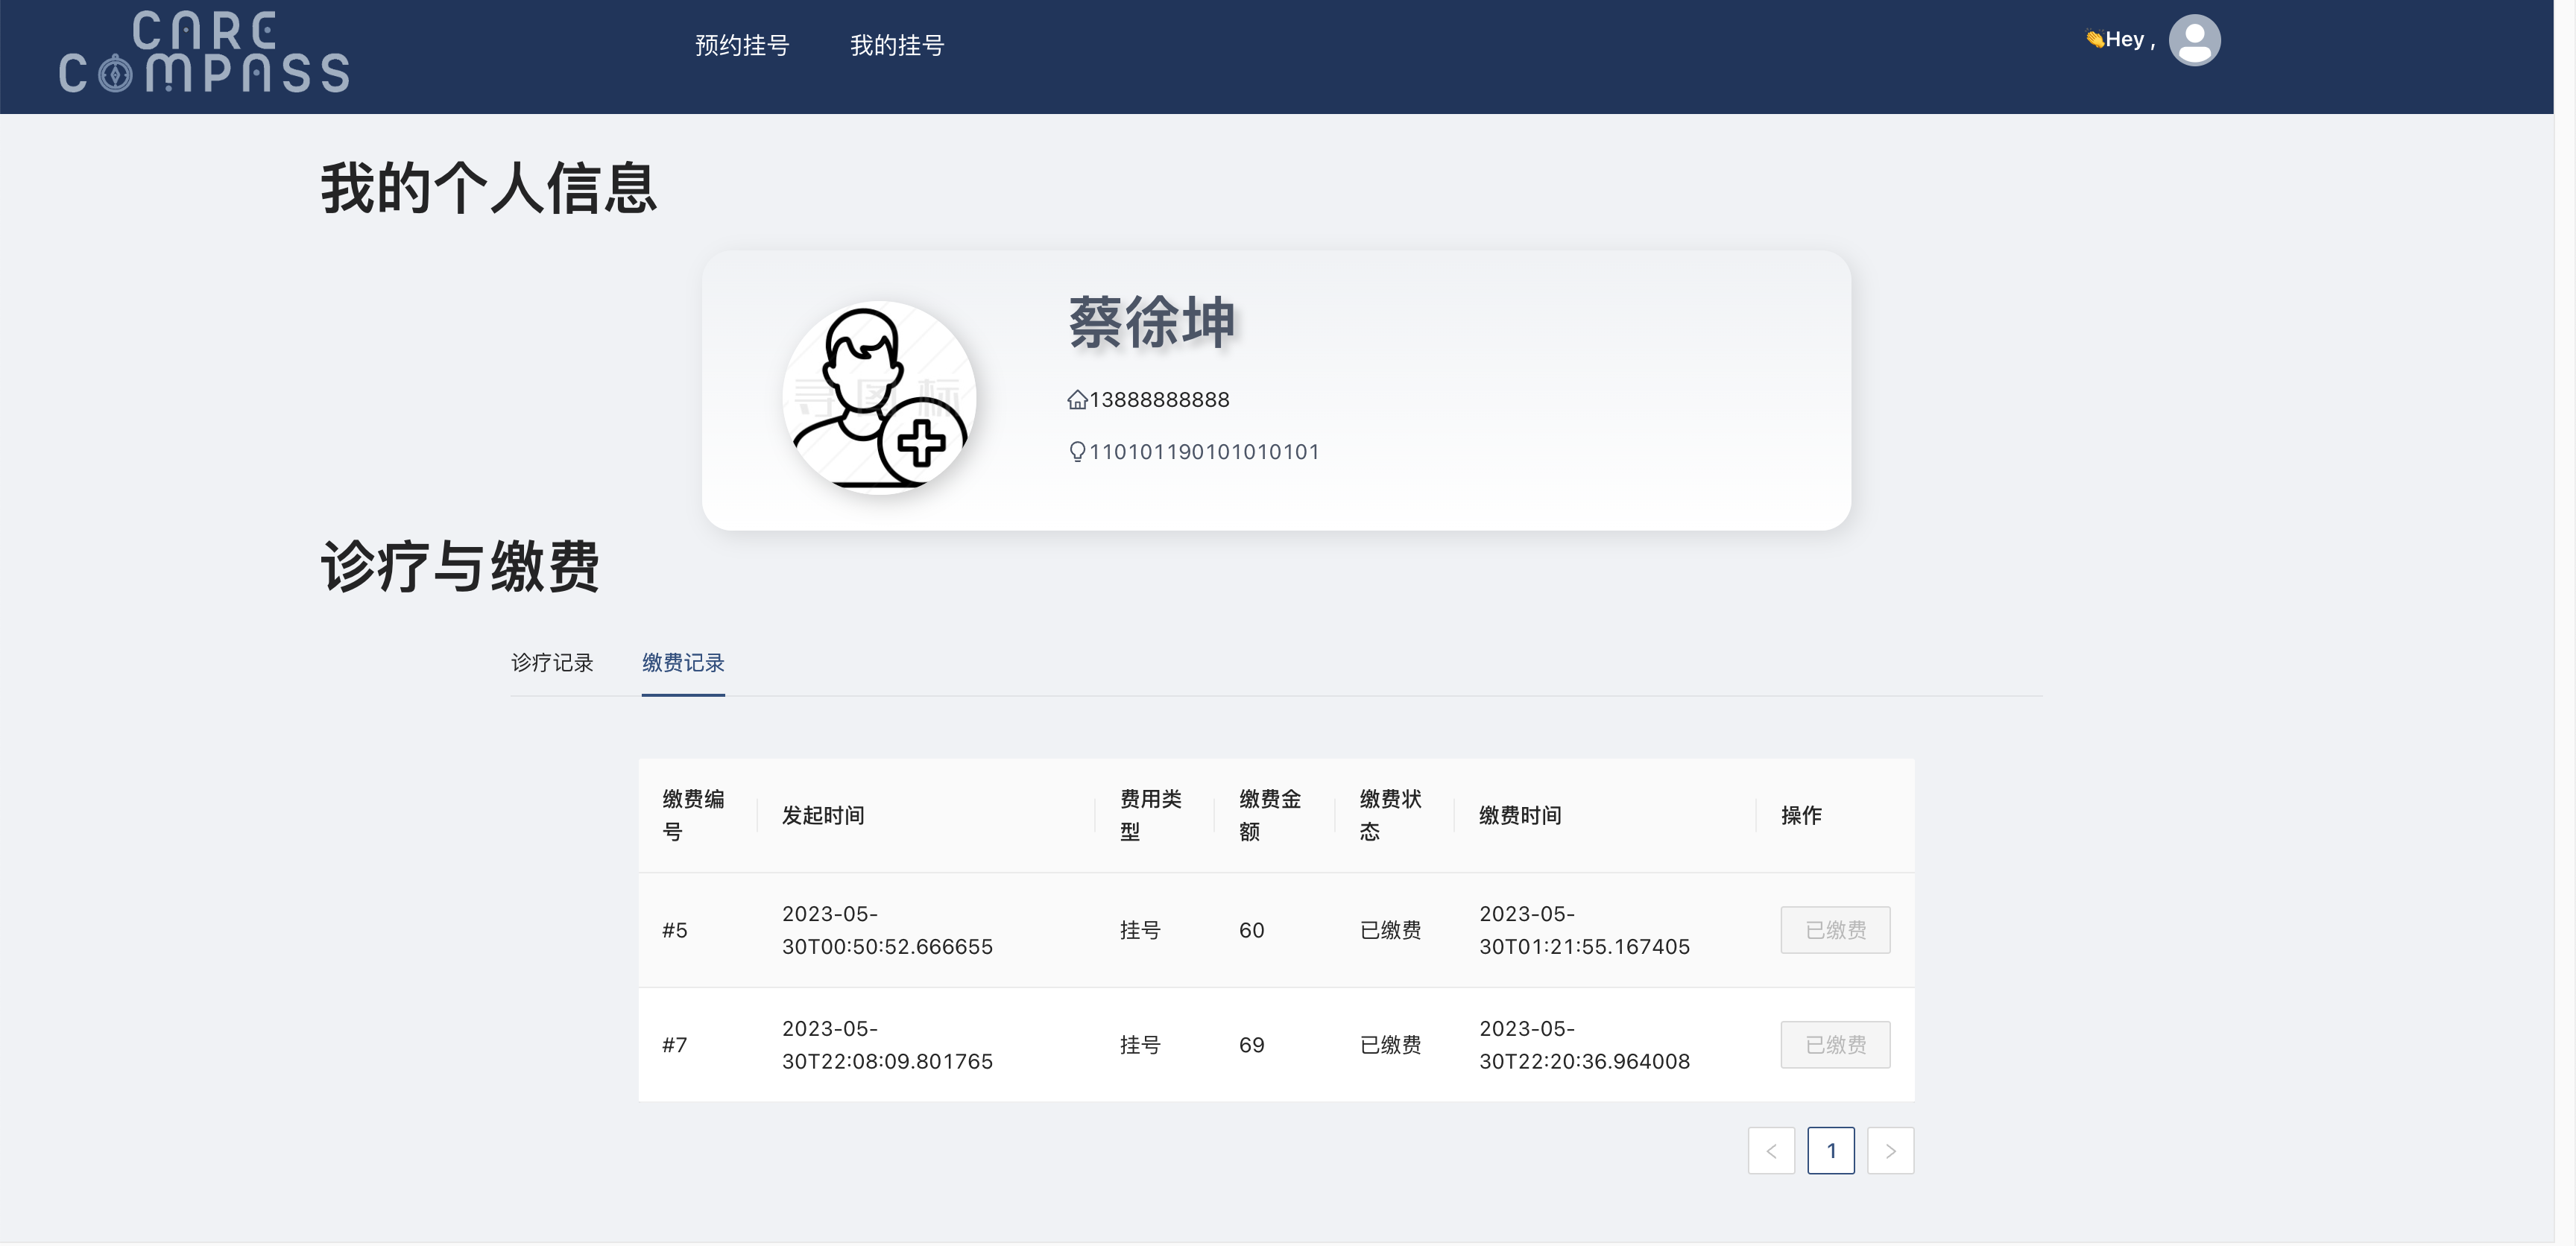 CARE
COMPASS
预约挂号
我的挂号
👏Hey ,
我的个人信息
蔡徐坤
13888888888
110101190101010101
寻图标
诊疗与缴费
诊疗记录
缴费记录
缴费编
号
发起时间
费用类
型
缴费金
额
缴费状
态
缴费时间
操作
#5
2023-05-
30T00:50:52.666655
挂号
60
已缴费
2023-05-
30T01:21:55.167405
已缴费
#7
2023-05-
30T22:08:09.801765
挂号
69
已缴费
2023-05-
30T22:20:36.964008
已缴费
<
1
>